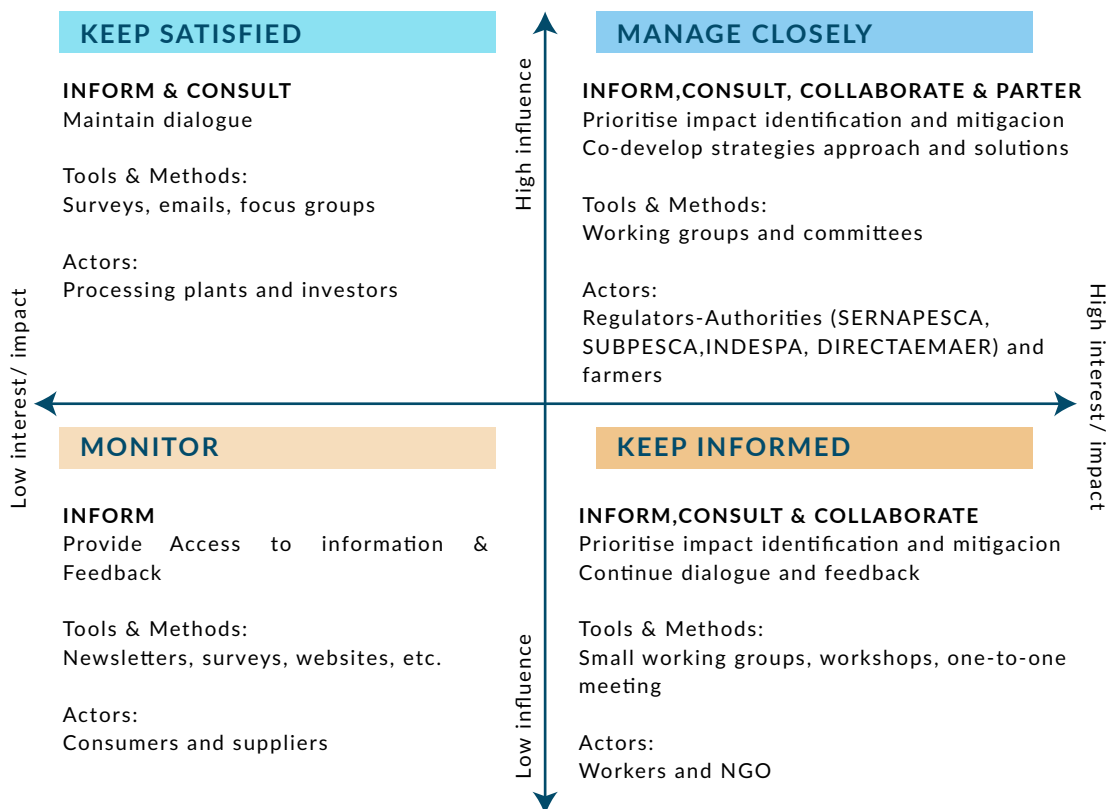 KEEP SATISFIED
INFORM & CONSULT
Maintain dialogue
Tools & Methods:
Surveys, emails, focus groups
Actors:
Processing plants and investors
High influence
MANAGE CLOSELY
INFORM,CONSULT, COLLABORATE & PARTER
Prioritise impact identification and mitigacion
Co-develop strategies approach and solutions
Tools & Methods:
Working groups and committees
Actors:
Regulators-Authorities (SERNAPESCA,
SUBPESCA,INDESPA, DIRECTAEMAER) and
farmers
Low interest/ impact
High interest/ impact
MONITOR
INFORM
Provide Access to information &
Feedback
Tools & Methods:
Newsletters, surveys, websites, etc.
Actors:
Consumers and suppliers
Low influence
KEEP INFORMED
INFORM,CONSULT & COLLABORATE
Prioritise impact identification and mitigacion
Continue dialogue and feedback
Tools & Methods:
Small working groups, workshops, one-to-one
meeting
Actors:
Workers and NGO